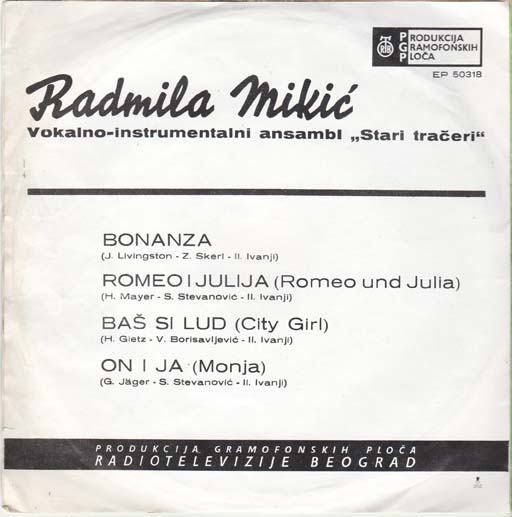 RTB
PGP
PRODUKCIJA
GRAMOFONSKIH
PLOČA
EP 50318
Radmila Mikić
Vokalno-instrumentalni ansambl „Stari tračeri“
BONANZA
(J. Livingston - Z. Skerl - Il. Ivanji)
ROMEO I JULIJA (Romeo und Julia)
(H. Mayer - S. Stevanović - Il. Ivanji)
BAŠ SI LUD (City Girl)
(H. Gietz - V. Borisavljević - Il. Ivanji)
ON I JA (Monja)
(G. Jäger - S. Stevanović - Il. Ivanji)
PRODUKCIJA GRAMOFONSKIH PLOČA
RADIOTELEVIZIJE BEOGRAD